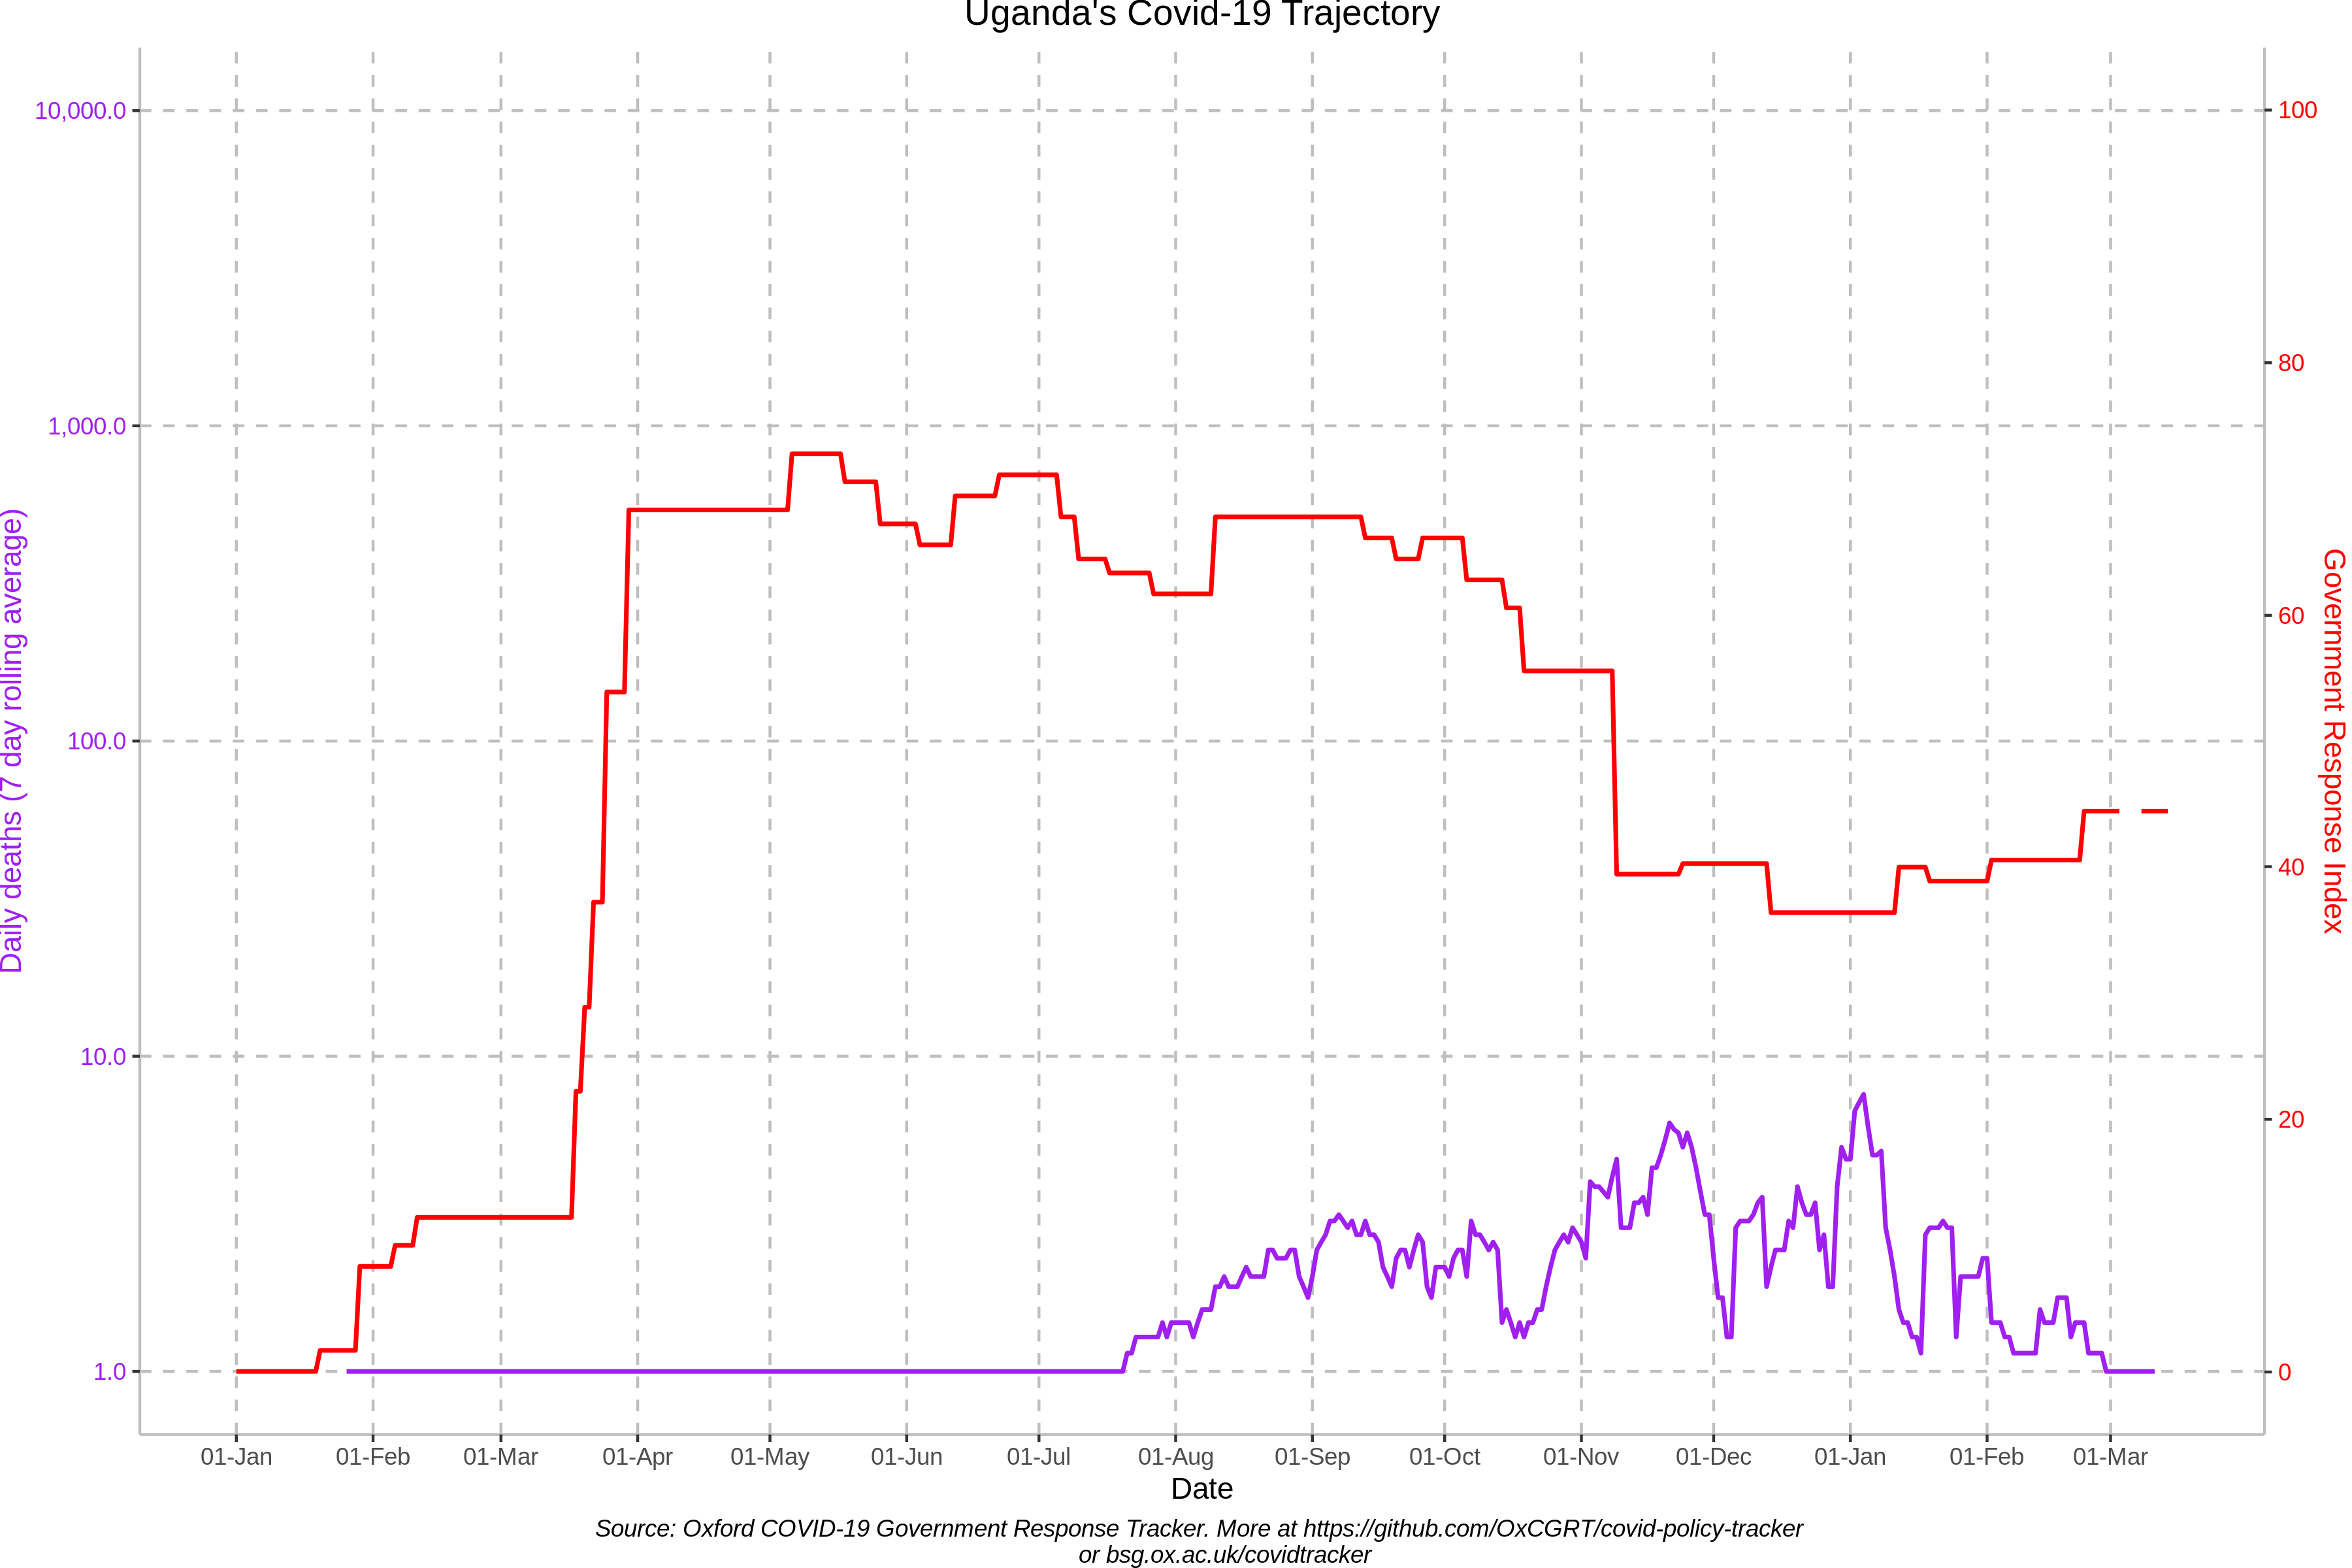 Uganda's Covid-19 Trajectory
10,000.0
1,000.0
100.0
10.0
1.0
Daily deaths (7 day rolling average)
100
80
60
40
20
0
Government Response Index
01-Jan
01-Feb
01-Mar
01-Apr
01-May
01-Jun
01-Jul
01-Aug
01-Sep
01-Oct
01-Nov
01-Dec
01-Jan
01-Feb
01-Mar
Date
Source: Oxford COVID-19 Government Response Tracker. More at https://github.com/OxCGRT/covid-policy-tracker
or bsg.ox.ac.uk/covidtracker